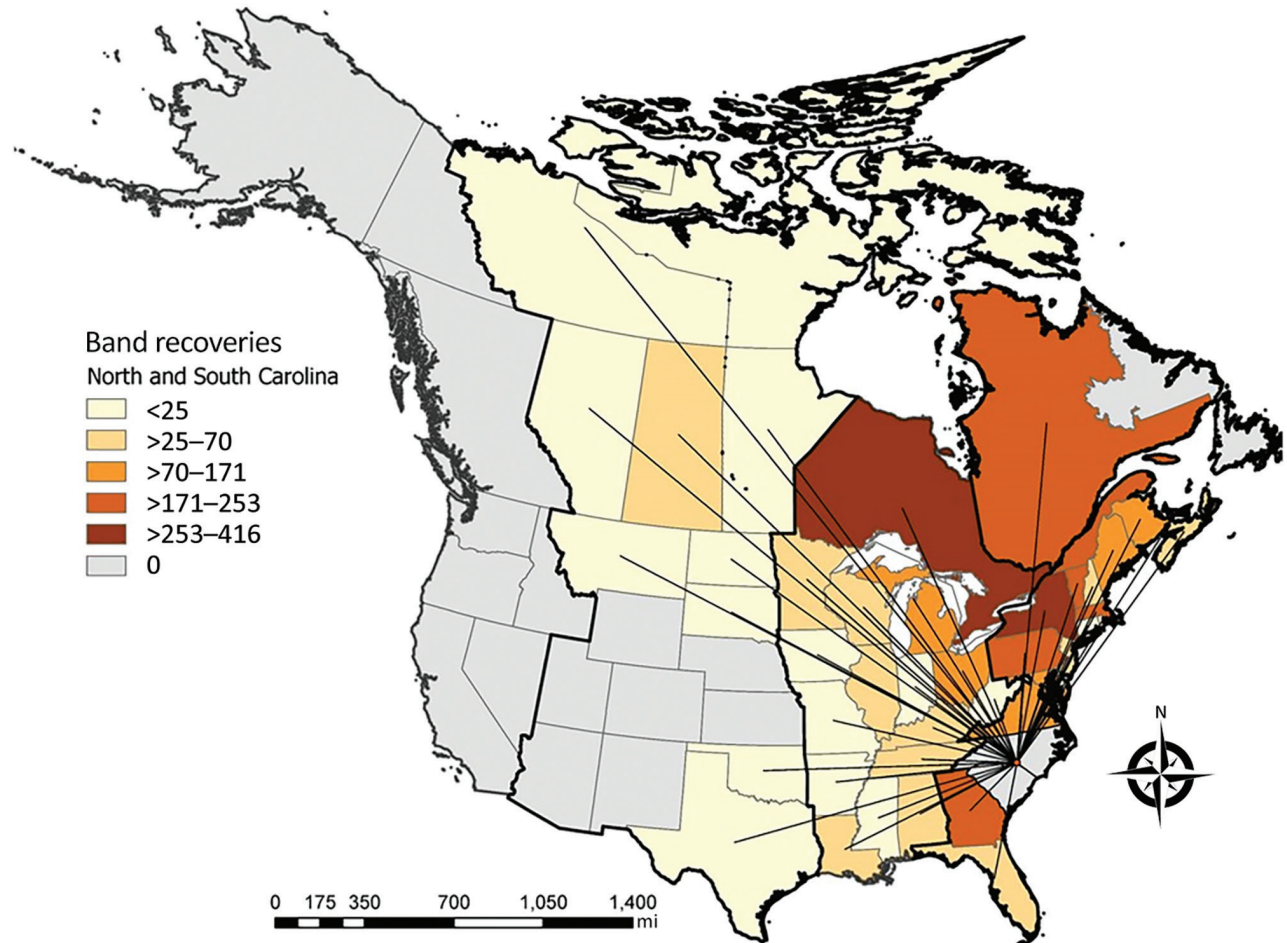 Band recoveries
North and South Carolina
<25
>25–70
>70–171
>171–253
>253–416
0
N
0 175 350 700 1,050 1,400
mi